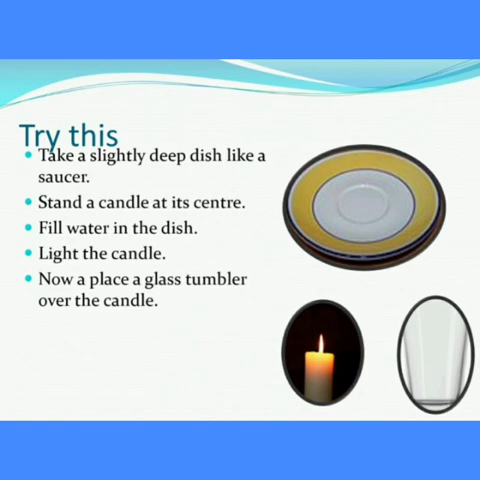 Try this
Take a slightly deep dish like a
saucer.
Stand a candle at its centre.
Fill water in the dish.
Light the candle.
Now a place a glass tumbler
over the candle.